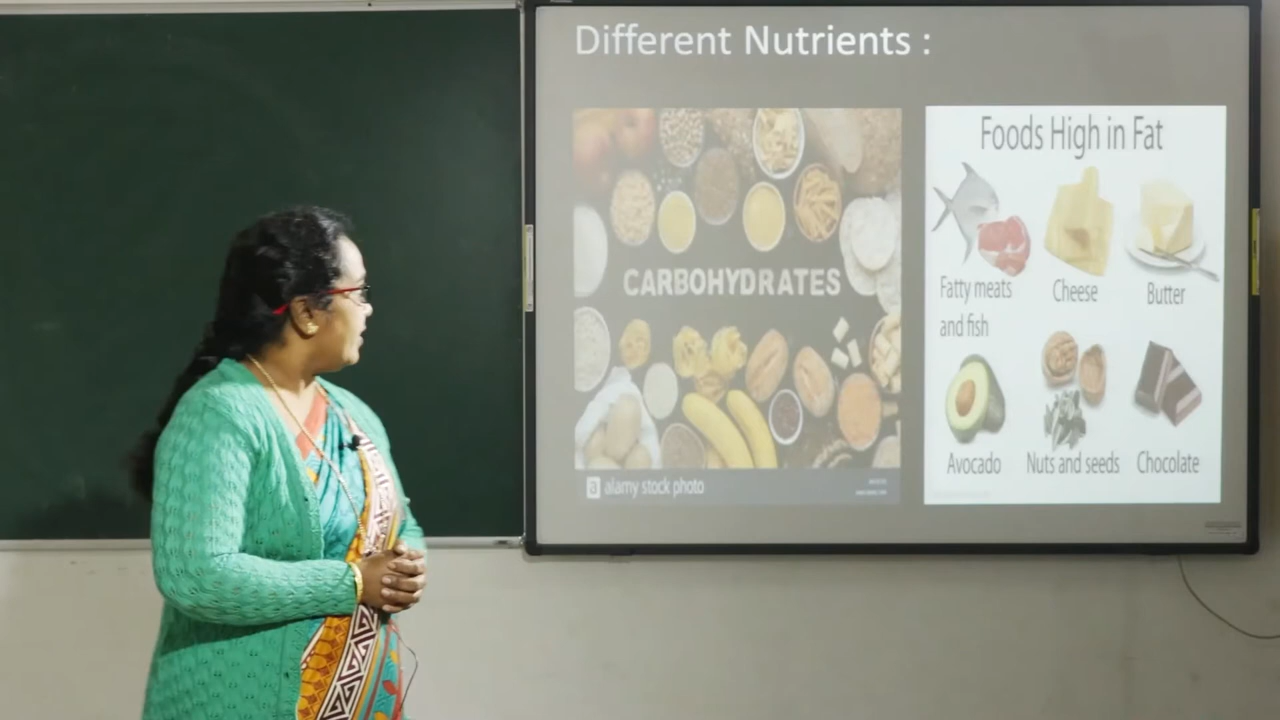 Different Nutrients :
CARBOHYDRATES
a alamy stock photo
Foods High in Fat
Fatty meats
and fish
Cheese
Butter
Avocado
Nuts and seeds
Chocolate